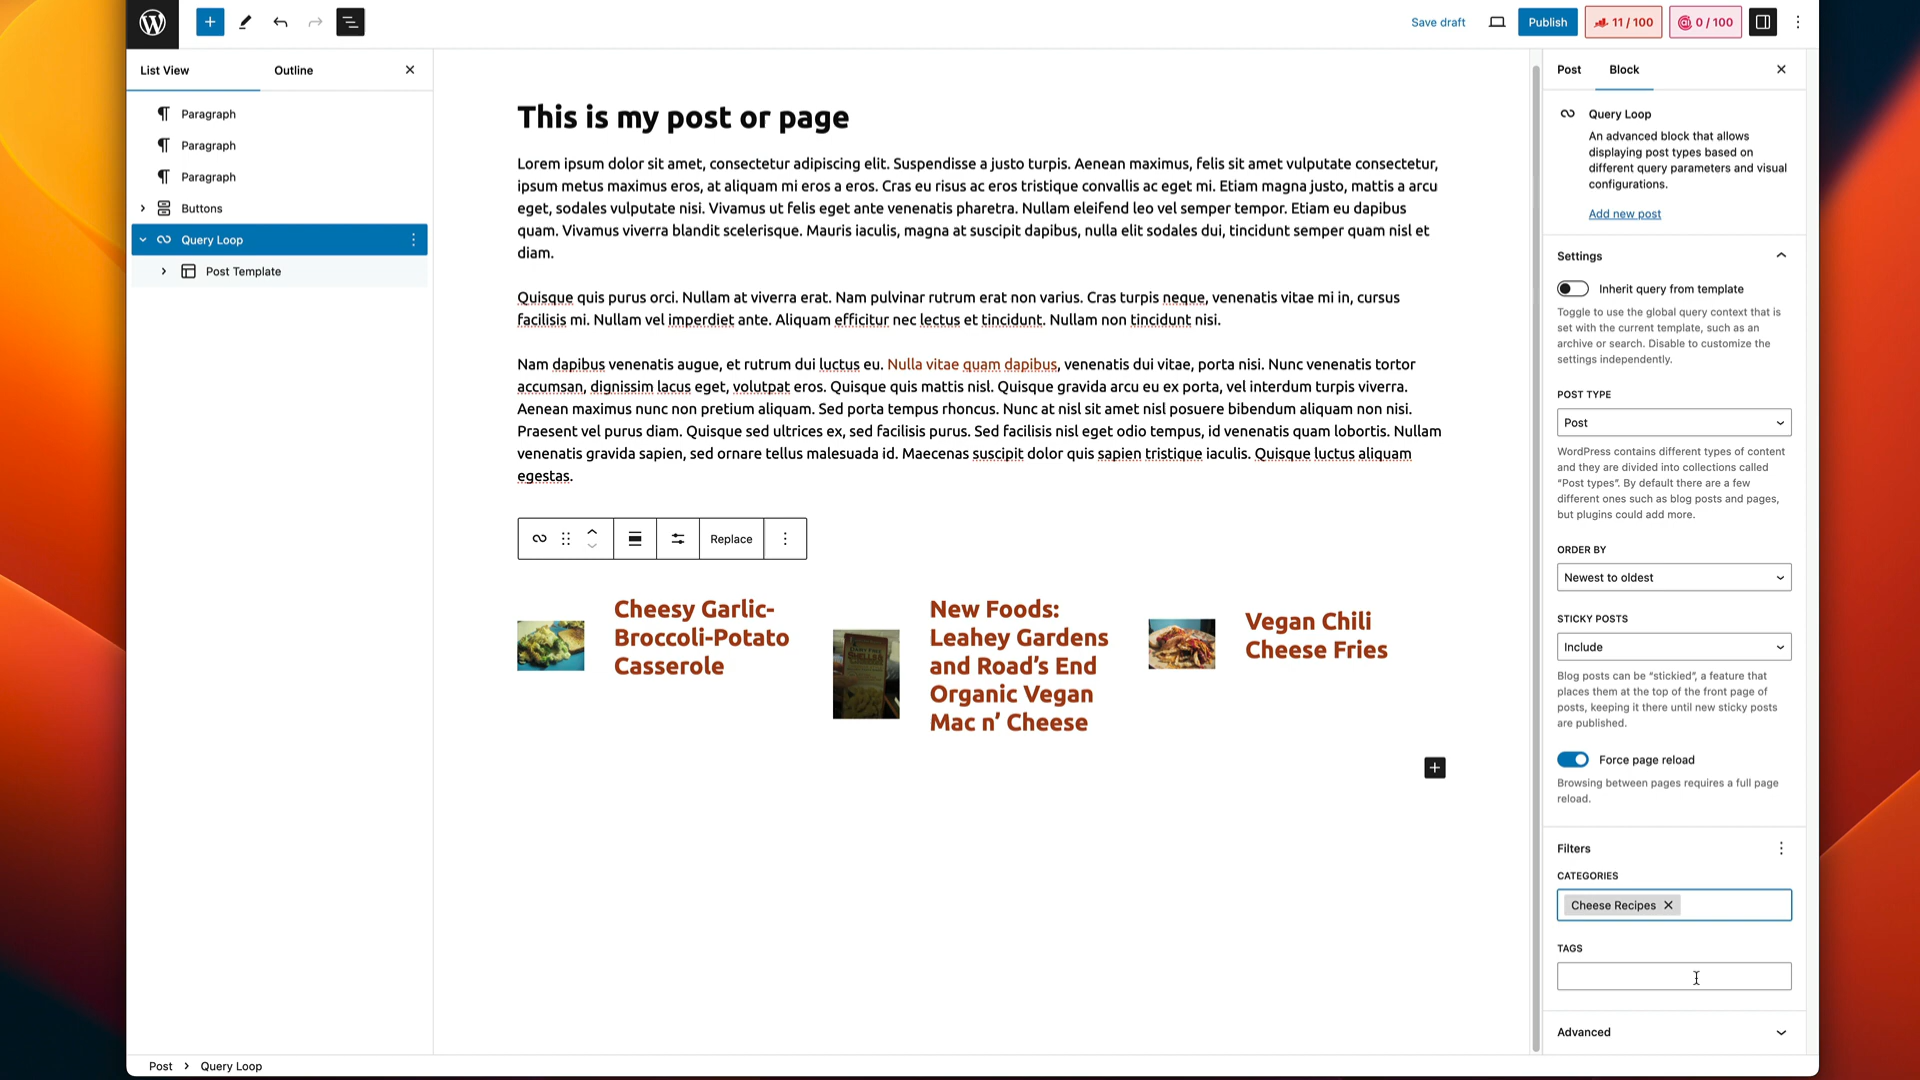 Save draft
Publish
11 / 100
0 / 100
List View
Outline
Paragraph
Paragraph
Paragraph
Buttons
Query Loop
Post Template
This is my post or page
Lorem ipsum dolor sit amet, consectetur adipiscing elit. Suspendisse a justo turpis. Aenean maximus, felis sit amet vulputate consectetur,
ipsum metus maximus eros, at aliquam mi eros a eros. Cras eu risus ac eros tristique convallis ac eget mi. Etiam magna justo, mattis a arcu
eget, sodales vulputate nisi. Vivamus ut felis eget ante venenatis pharetra. Nullam eleifend leo vel semper tempor. Etiam eu dapibus
quam. Vivamus viverra blandit scelerisque. Mauris iaculis, magna at suscipit dapibus, nulla elit sodales dui, tincidunt semper quam nisl et
diam.
Quisque quis purus orci. Nullam at viverra erat. Nam pulvinar rutrum erat non varius. Cras turpis neque, venenatis vitae mi in, cursus
facilisis mi. Nullam vel imperdiet ante. Aliquam efficitur nec lectus et tincidunt. Nullam non tincidunt nisi.
Nam dapibus venenatis augue, et rutrum dui luctus eu. Nulla vitae quam dapibus, venenatis dui vitae, porta nisi. Nunc venenatis tortor
accumsan, dignissim lacus eget, volutpat eros. Quisque quis mattis nisl. Quisque gravida arcu eu ex porta, vel interdum turpis viverra.
Aenean maximus nunc non pretium aliquam. Sed porta tempus rhoncus. Nunc at nisl sit amet nisl posuere bibendum aliquam non nisi.
Praesent vel purus diam. Quisque sed ultrices ex, sed facilisis purus. Sed facilisis nisl eget odio tempus, id venenatis quam lobortis. Nullam
venenatis gravida sapien, sed ornare tellus malesuada id. Maecenas suscipit dolor quis sapien tristique iaculis. Quisque luctus aliquam
egestas.
Replace
Cheesy Garlic-
Broccoli-Potato
Casserole
New Foods:
Leahey Gardens
and Road's End
Organic Vegan
Mac n' Cheese
Vegan Chili
Cheese Fries
Post
Block
Query Loop
An advanced block that allows
displaying post types based on
different query parameters and visual
configurations.
Add new post
Settings
Inherit query from template
Toggle to use the global query context that is
set with the current template, such as an
archive or search. Disable to customize the
settings independently.
POST TYPE
Post
WordPress contains different types of content
and they are divided into collections called
“Post types”. By default there are a few
different ones such as blog posts and pages,
but plugins could add more.
ORDER BY
Newest to oldest
STICKY POSTS
Include
Blog posts can be “stickied”, a feature that
places them at the top of the front page of
posts, keeping it there until new sticky posts
are published.
Force page reload
Browsing between pages requires a full page
reload.
Filters
CATEGORIES
Cheese Recipes
TAGS
Advanced
Post > Query Loop